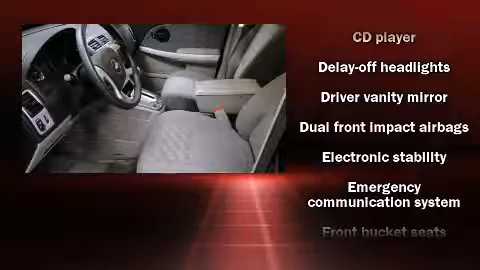 CD player
Delay-off headlights
Driver vanity mirror
Dual front impact airbags
Electronic stability
Emergency
communication system
Front bucket seats